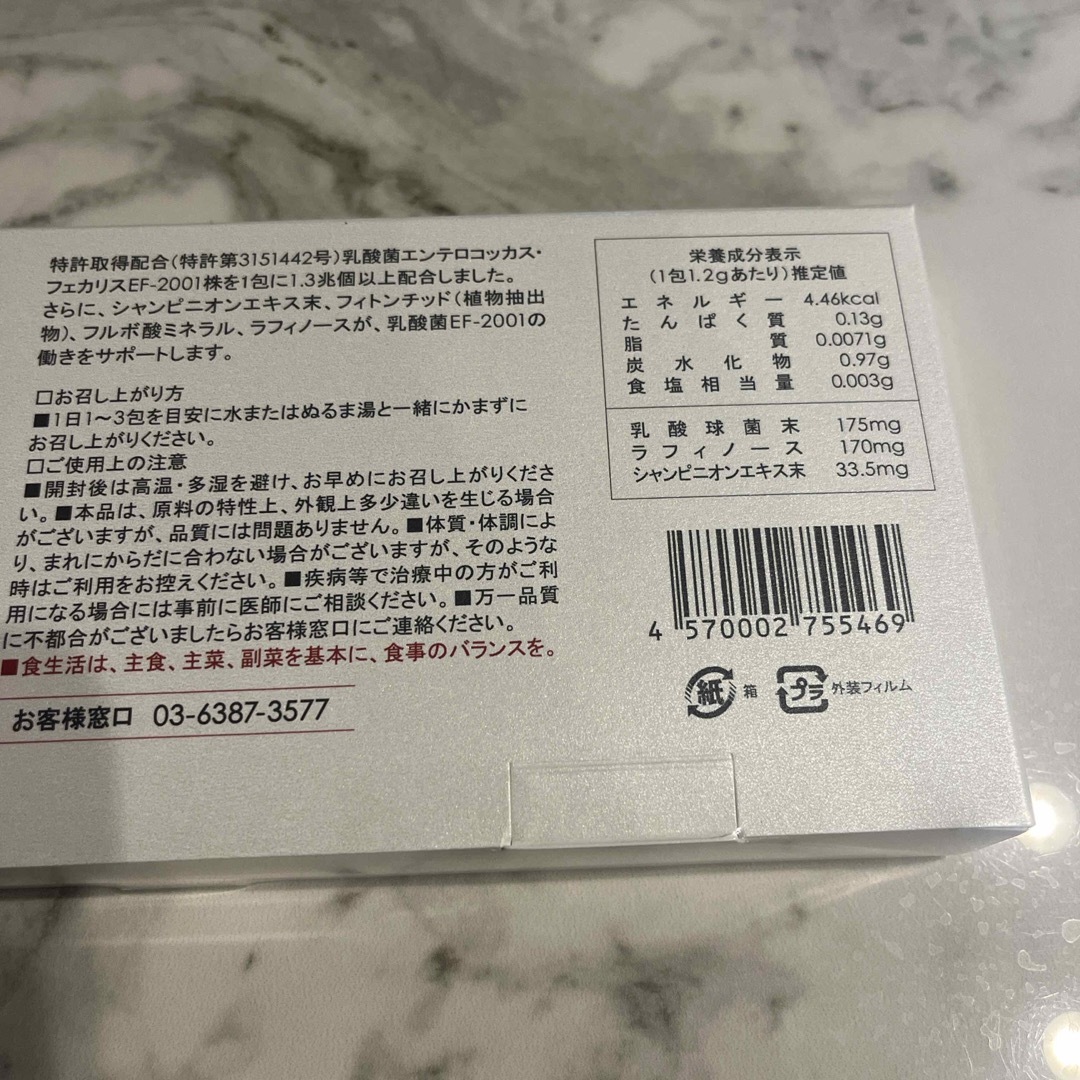 特許取得配合(特許第3151442号)乳酸菌エンテロコッカス・
フェカリスEF-2001株を1包に1.3兆個以上配合しました。
さらに、シャンピニオンエキス末、フィトンチッド(植物抽出
物)、フルボ酸ミネラル、ラフィノースが、乳酸菌EF-2001の
働きをサポートします。
□お召し上がり方
■1日1〜3包を目安に水またはぬるま湯と一緒にかまずに
お召し上がりください。
□ご使用上の注意
■開封後は高温・多湿を避け、お早めにお召し上がりくださ
い。■本品は、原料の特性上、外観上多少違いを生じる場合
がございますが、品質には問題ありません。■体質・体調によ
り、まれにからだに合わない場合がございますが、そのような
時はご利用をお控えください。■疾病等で治療中の方がご利
用になる場合には事前に医師にご相談ください。■万一品質
に不都合がございましたらお客様窓口にご連絡ください。
■食生活は、主食、主菜、副菜を基本に、食事のバランスを。
お客様窓口 03-6387-3577
栄養成分表示
(1包1.2gあたり)推定値
エネルギー 4.46kcal
たんぱく質 0.13g
脂質 0.0071g
炭水化物 0.97g
食塩相当量 0.003g
乳酸球菌末 175mg
ラフィノース 170mg
シャンピニオンエキス末 33.5mg
4 570002 755469
紙 箱 プラ 外装フィルム